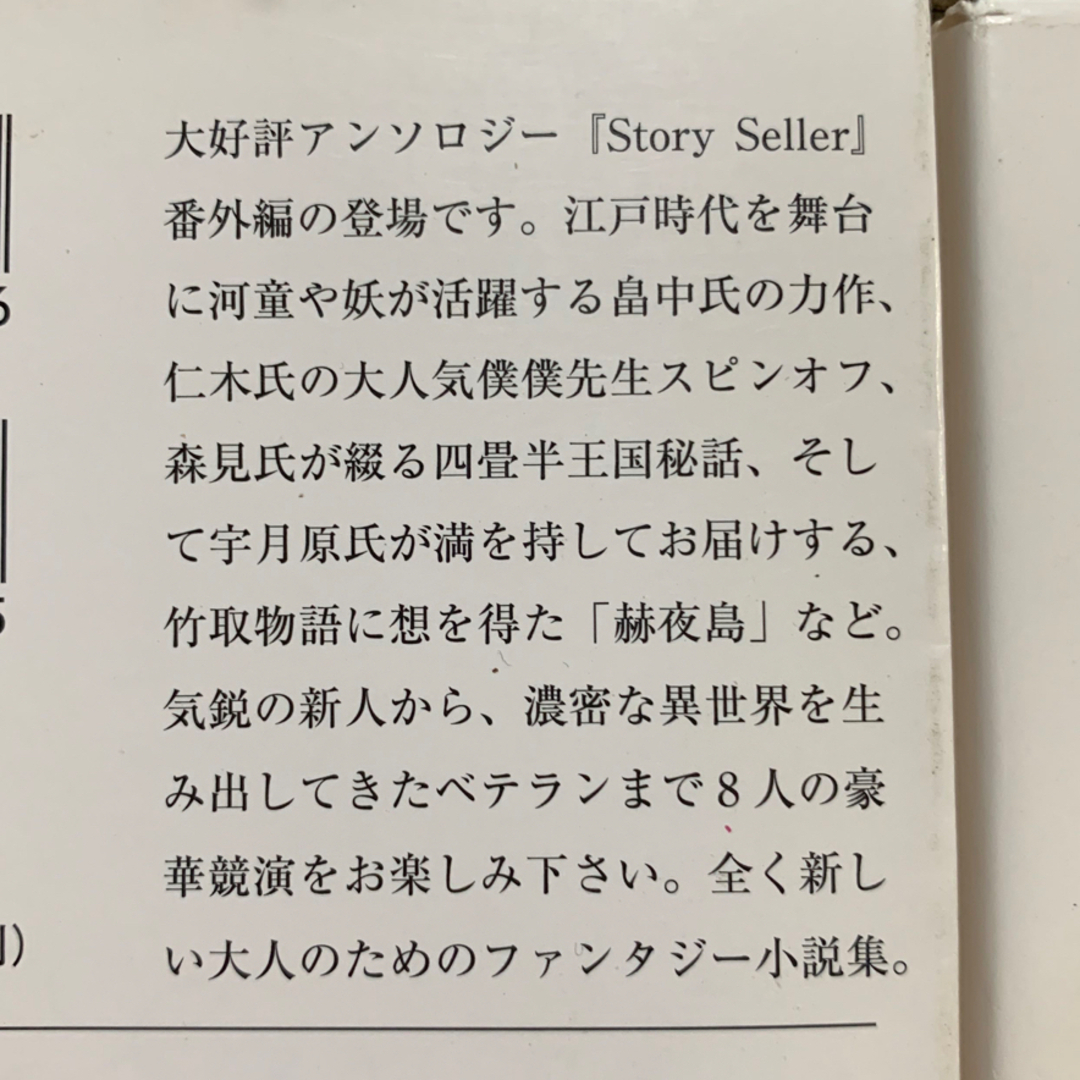 大好評アンソロジー『Story Seller』
番外編の登場です。江戸時代を舞台
に河童や妖が活躍する畠中氏の力作、
仁木氏の大人気僕僕先生スピンオフ、
森見氏が綴る四畳半王国秘話、そし
て宇月原氏が満を持してお届けする、
竹取物語に想を得た「赫夜島」など。
気鋭の新人から、濃密な異世界を生
み出してきたベテランまで8人の豪
華競演をお楽しみ下さい。全く新し
い大人のためのファンタジー小説集。